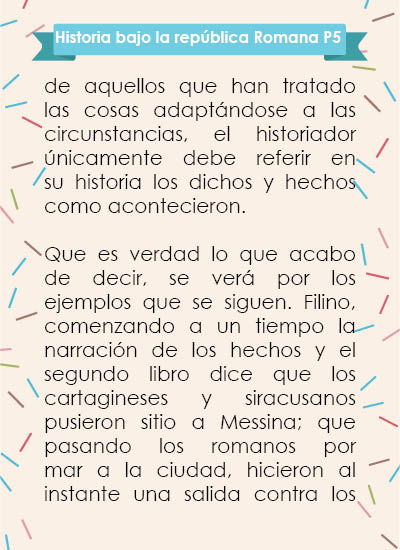 Historia bajo la república Romana P5
de aquellos que han tratado
las cosas adaptándose a las
circunstancias, el historiador
únicamente debe referir en
su historia los dichos y hechos
como acontecieron.
Que es verdad lo que acabo
de decir, se verá por los
ejemplos que se siguen. Filino,
comenzando a un tiempo la
narración de los hechos y el
segundo libro dice que los
cartagineses y siracusanos
pusieron sitio a Messina; que
pasando los romanos por
mar a la ciudad, hicieron al
instante una salida contra los